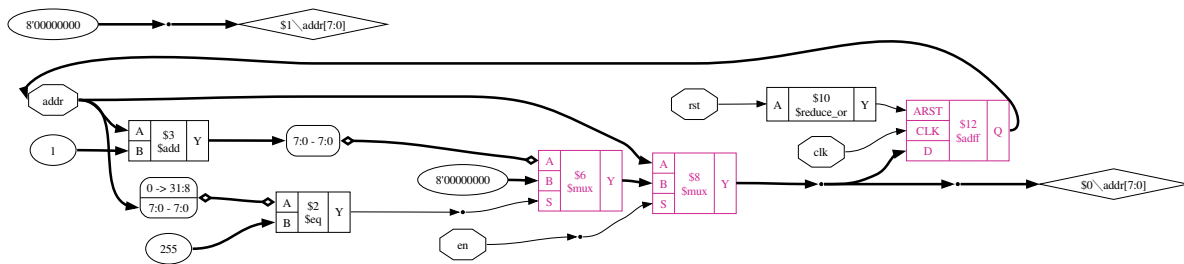 8'00000000
$1\addr[7:0]
addr
1
A
B
$3
$add
Y
7:0 - 7:0
0 -> 31:8
7:0 - 7:0
255
A
B
$2
$eq
Y
8'00000000
en
A
B
S
$6
$mux
Y
A
B
S
$8
$mux
Y
rst
A
$10
$reduce_or
Y
clk
ARST
CLK
D
$12
$adff
Q
$0\addr[7:0]